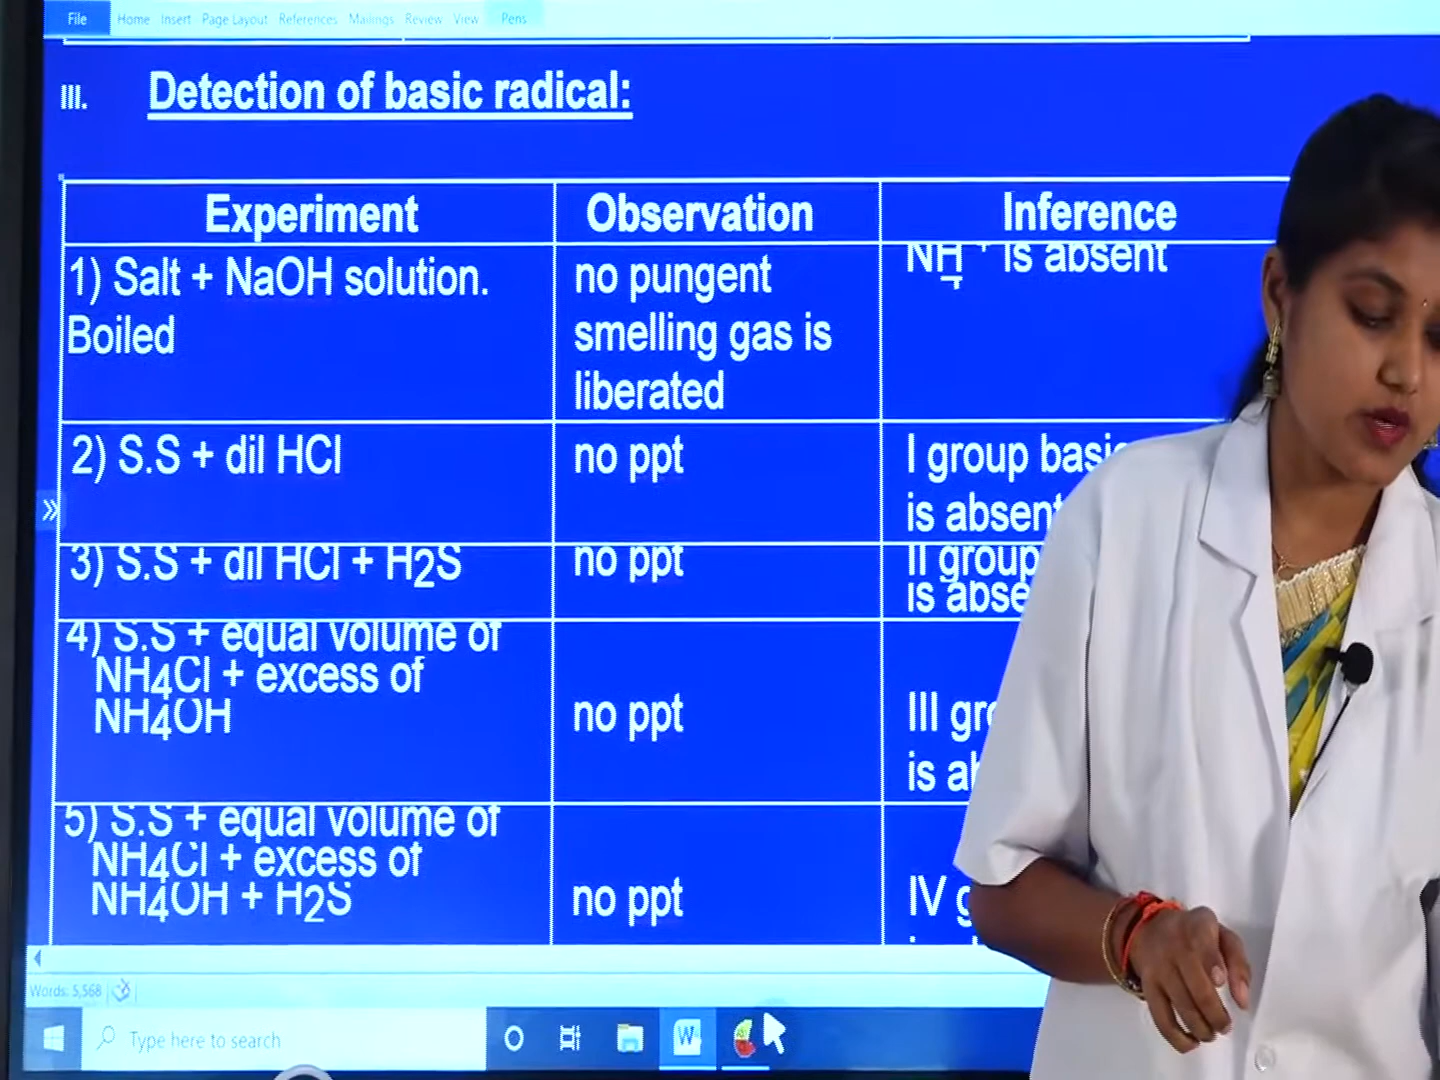 File Home Insert Page Layout References Mailings Review View Pens
III. Detection of basic radical:
Experiment Observation Inference
1) Salt + NaOH solution.
Boiled
no pungent
smelling gas is
liberated
NH4+ is absent
2) S.S + dil HCl
no ppt
I group basic
is absent
3) S.S + dil HCl + H2S
no ppt
II group
is abse
4) S.S + equal volume of
NH4Cl + excess of
NH4OH
no ppt
III gro
is ab
5) S.S + equal volume of
NH4Cl + excess of
NH4OH + H2S
no ppt
IV g
Words: 5,568
Type here to search